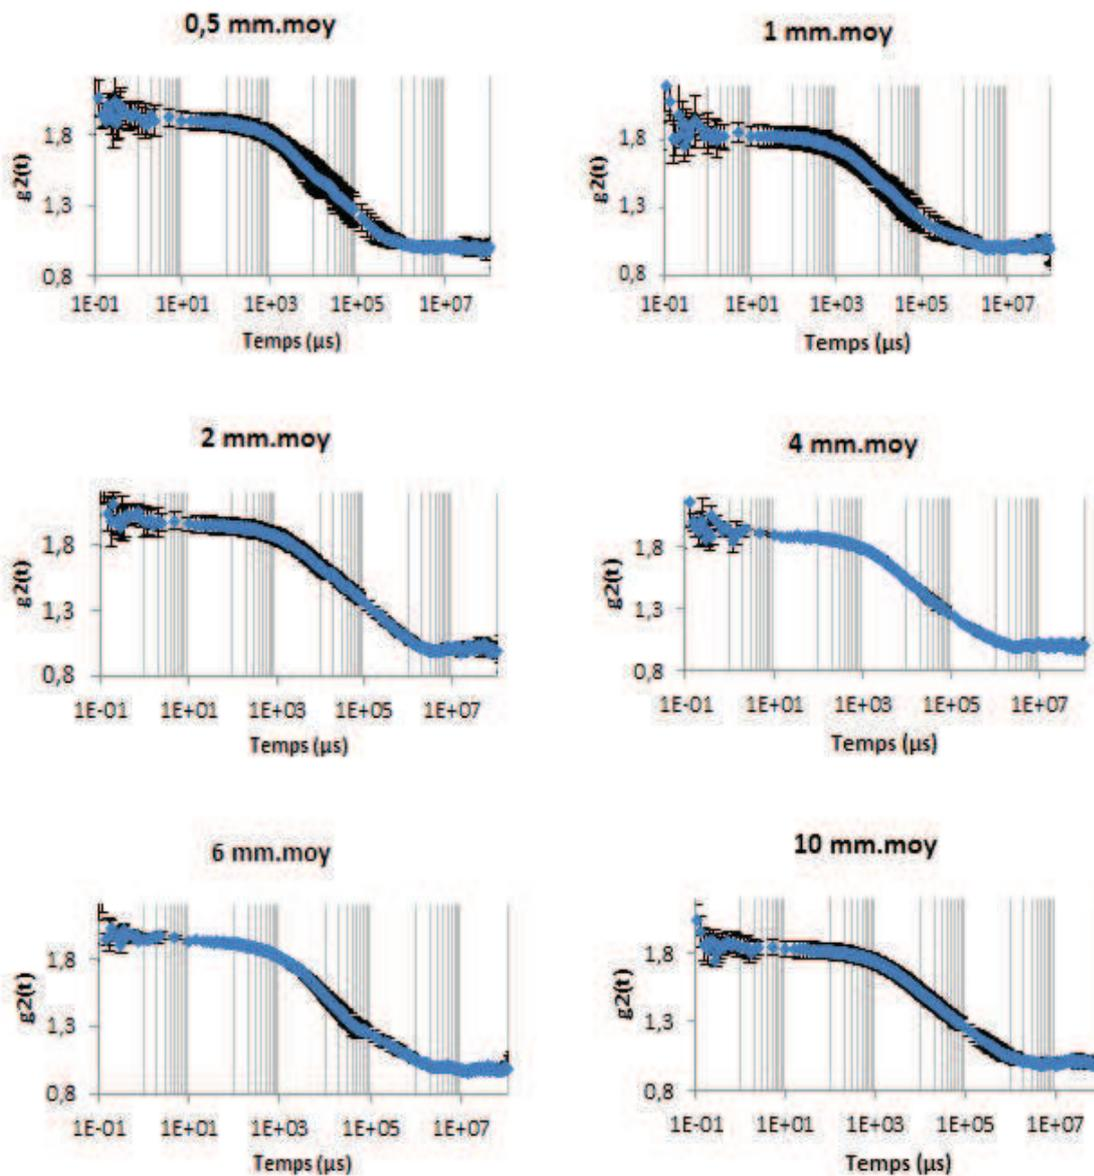 0,5 mm.moy
1,8
1,3
0,8
g2(t)
1E-01 1E+01 1E+03 1E+05 1E+07
Temps (µs)
1 mm.moy
1,8
1,3
0,8
g2(t)
1E-01 1E+01 1E+03 1E+05 1E+07
Temps (µs)
2 mm.moy
1,8
1,3
0,8
g2(t)
1E-01 1E+01 1E+03 1E+05 1E+07
Temps (µs)
4 mm.moy
1,8
1,3
0,8
g2(t)
1E-01 1E+01 1E+03 1E+05 1E+07
Temps (µs)
6 mm.moy
1,8
1,3
0,8
g2(t)
1E-01 1E+01 1E+03 1E+05 1E+07
Temps (µs)
10 mm.moy
1,8
1,3
0,8
g2(t)
1E-01 1E+01 1E+03 1E+05 1E+07
Temps (µs)